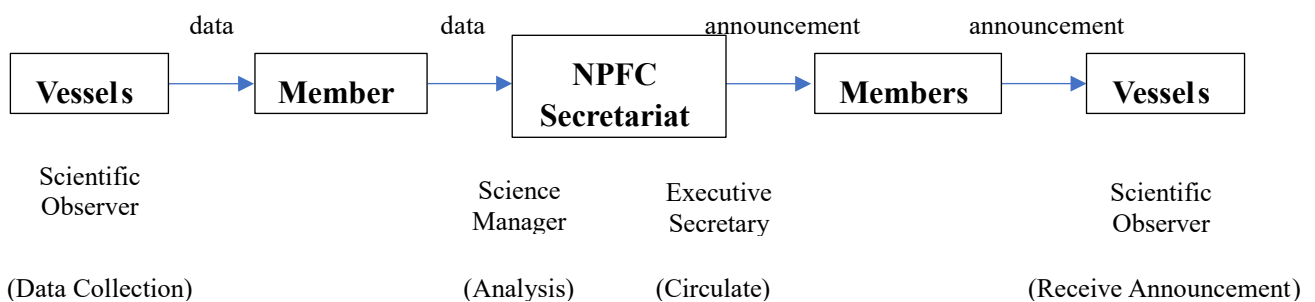 data data announcement announcement
Vessels Member NPFC Secretariat Members Vessels
Scientific Observer Science Manager Executive Secretary Scientific Observer
(Data Collection) (Analysis) (Circulate) (Receive Announcement)